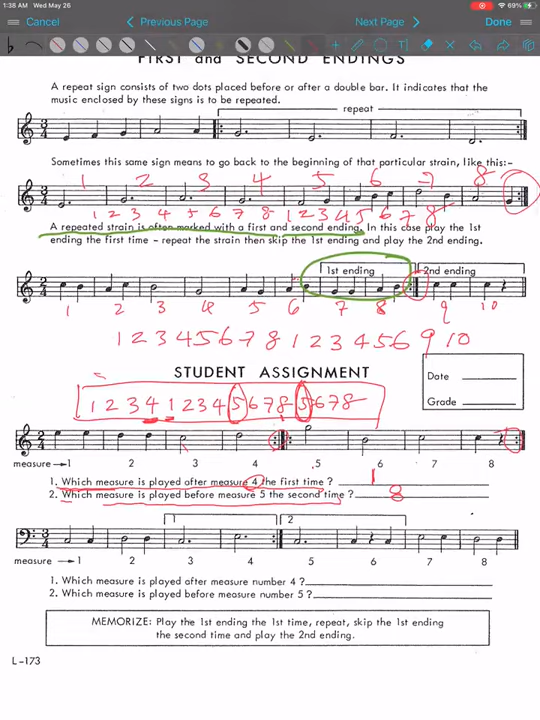 1:38 AM Wed May 26
69%
Cancel
Previous Page
Next Page
Done
FIRST and SECOND ENDINGS
A repeat sign consists of two dots placed before or after a double bar. It indicates that the
music enclosed by these signs is to be repeated.
repeat
Sometimes this same sign means to go back to the beginning of that particular strain, like this:-
1 2 3 4 5 6 7 8
1 2 3 4 5 6 7 8 1 2 3 4 5 6 7 8
A repeated strain is often marked with a first and second ending. In this case play the 1st
ending the first time - repeat the strain then skip the 1st ending and play the 2nd ending.
1st ending
2nd ending
1 2 3 4 5 6 7 8 9 10
1 2 3 4 5 6 7 8 1 2 3 4 5 6 9 10
STUDENT ASSIGNMENT
Date
Grade
1 2 3 4 1 2 3 4 5 6 7 8 5 6 7 8
measure 1 2 3 4 5 6 7 8
1. Which measure is played after measure 4 the first time ? 1
2. Which measure is played before measure 5 the second time ? 8
1
2
measure 1 2 3 4 5 6 7 8
1. Which measure is played after measure number 4 ?
2. Which measure is played before measure number 5 ?
MEMORIZE: Play the 1st ending the 1st time, repeat, skip the 1st ending
the second time and play the 2nd ending.
L-173